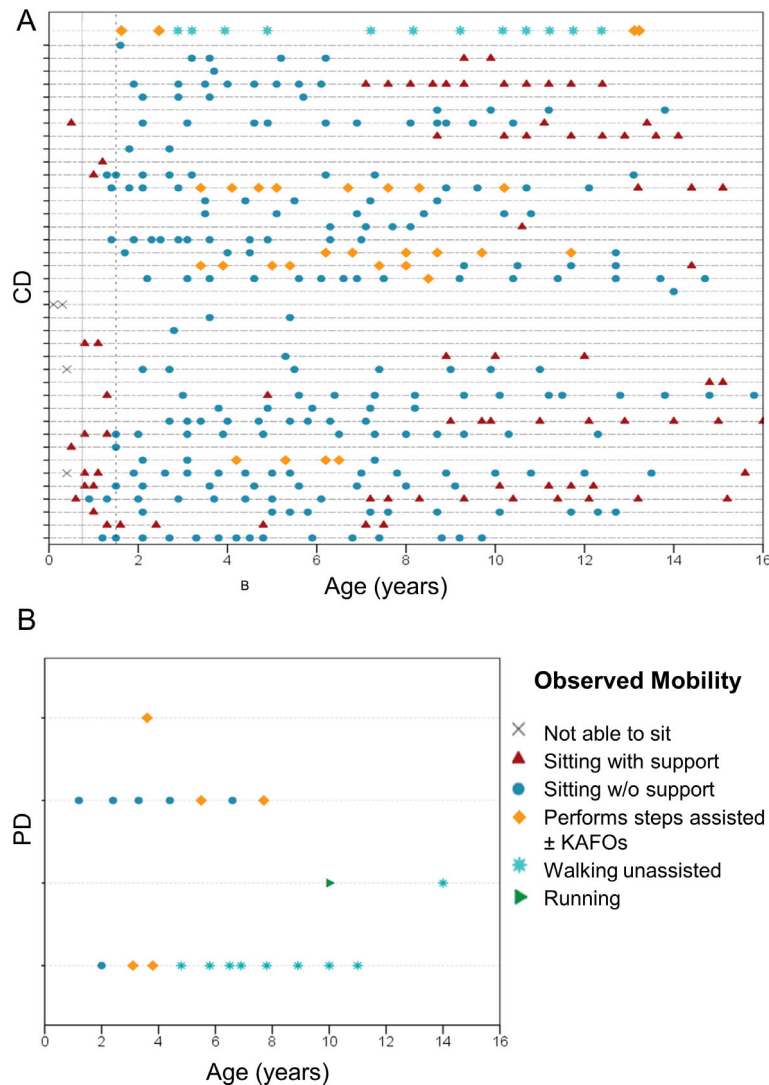 A
CD
0 2 4 6 8 10 12 14 16
B Age (years)
B
PD
0 2 4 6 8 10 12 14 16
Age (years)
Observed Mobility
Not able to sit
Sitting with support
Sitting w/o support
Performs steps assisted
± KAFOs
Walking unassisted
Running